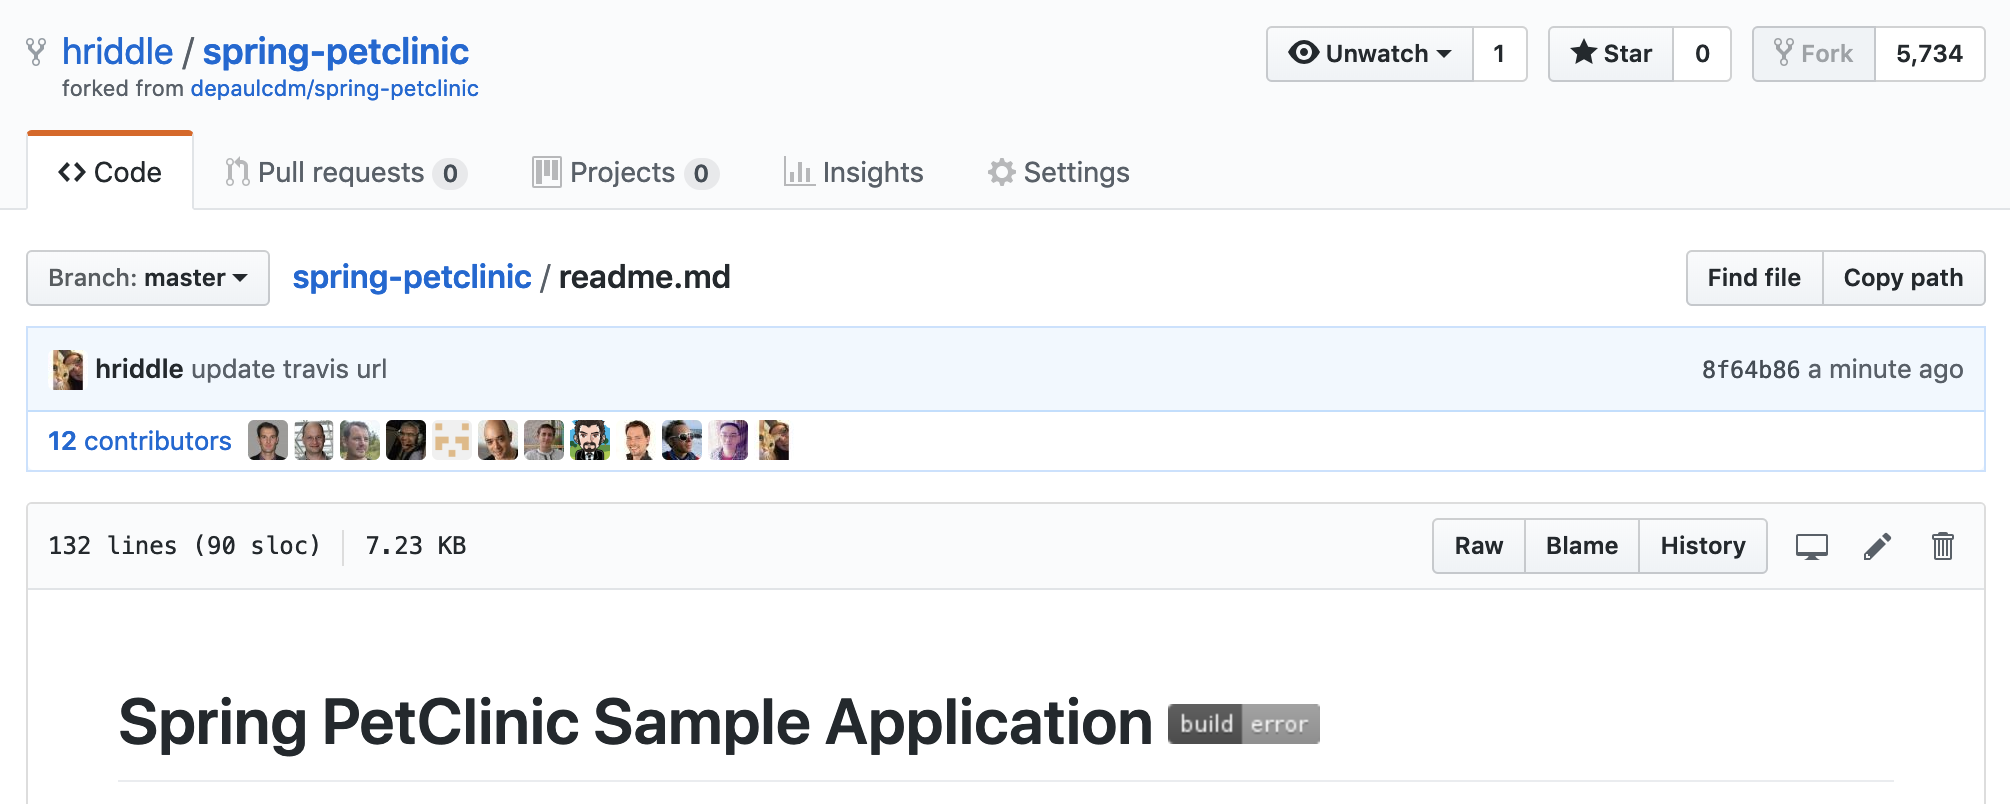 hriddle / spring-petclinic
forked from depaulcdm/spring-petclinic
Unwatch 1
Star 0
Fork 5,734
Code
Pull requests 0
Projects 0
Insights
Settings
Branch: master
spring-petclinic / readme.md
Find file
Copy path
hriddle update travis url
8f64b86 a minute ago
12 contributors
132 lines (90 sloc) 7.23 KB
Raw
Blame
History
Spring PetClinic Sample Application build error